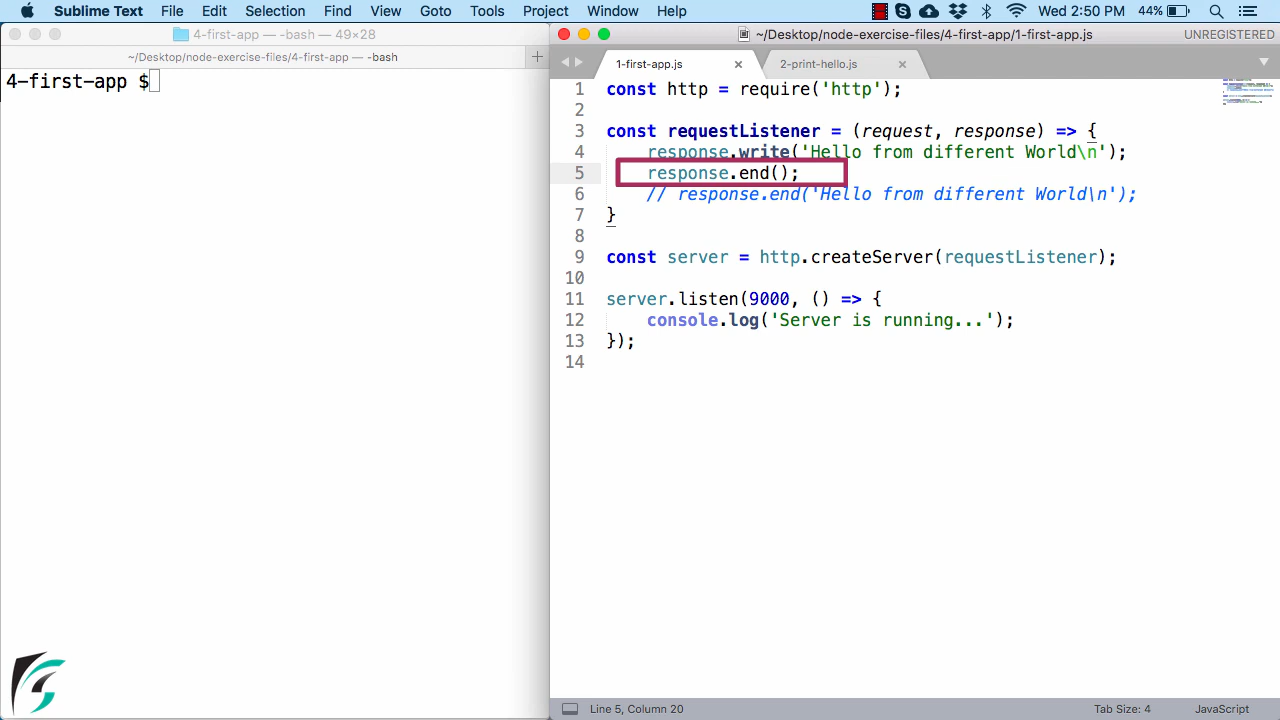 Sublime Text File Edit Selection Find View Goto Tools Project Window Help Wed 2:50 PM 44%
4-first-app — -bash — 49×28
~/Desktop/node-exercise-files/4-first-app — -bash +
4-first-app $
~/Desktop/node-exercise-files/4-first-app/1-first-app.js UNREGISTERED
1-first-app.js × 2-print-hello.js ×
1 const http = require('http');
2
3 const requestListener = (request, response) => {
4 response.write('Hello from different World\n');
5 response.end();
6 // response.end('Hello from different World\n');
7 }
8
9 const server = http.createServer(requestListener);
10
11 server.listen(9000, () => {
12 console.log('Server is running...');
13 });
14
Line 5, Column 20 Tab Size: 4 JavaScript